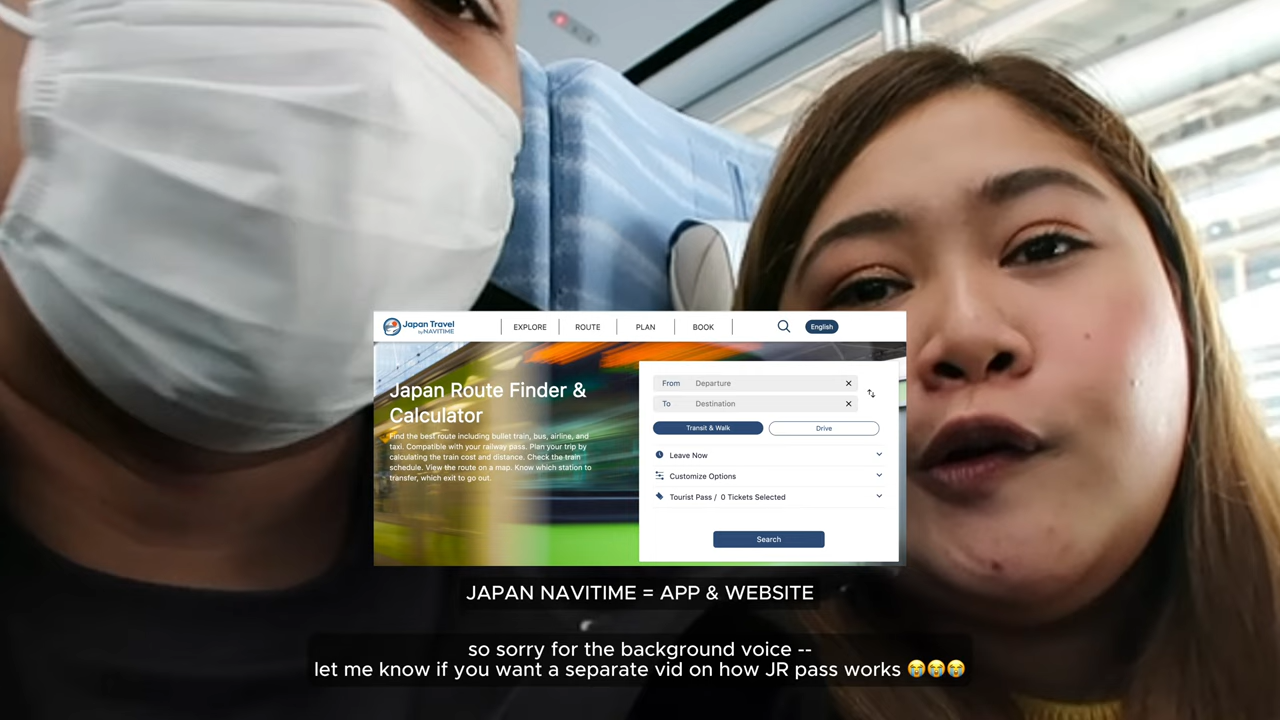 Japan Travel
by NAVITIME
EXPLORE
ROUTE
PLAN
BOOK
English
Japan Route Finder &
Calculator
Find the best route including bullet train, bus, airline, and
taxi. Compatible with your railway pass. Plan your trip by
calculating the train cost and distance. Check the train
schedule. View the route on a map. Know which station to
transfer, which exit to go out.
From Departure
To Destination
Transit & Walk
Drive
Leave Now
Customize Options
Tourist Pass / 0 Tickets Selected
Search
JAPAN NAVITIME = APP & WEBSITE
so sorry for the background voice --
let me know if you want a separate vid on how JR pass works 😭😭😭